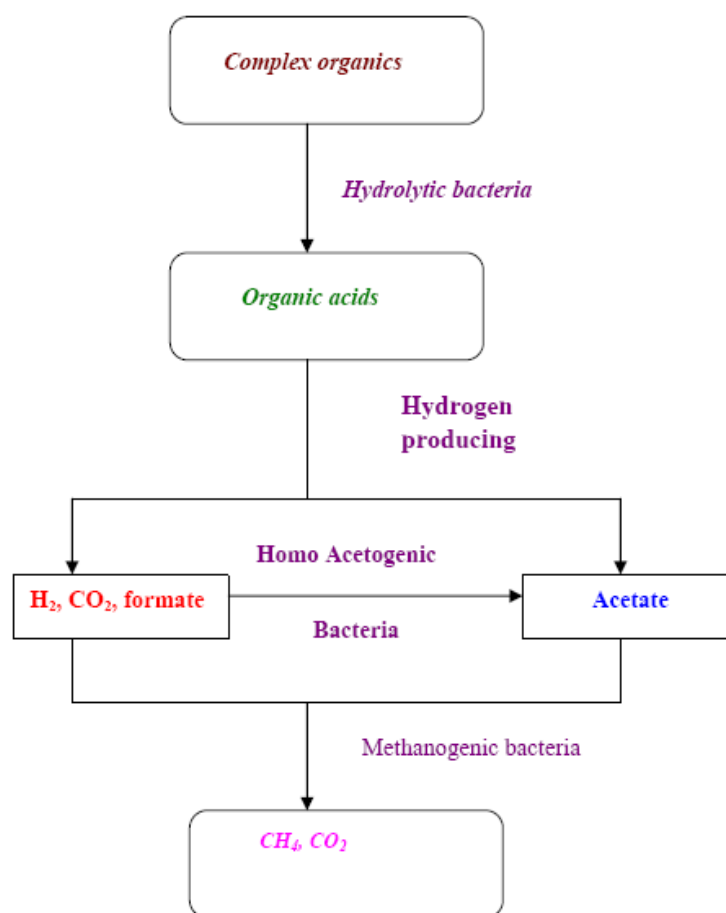 Complex organics
Hydrolytic bacteria
Organic acids
Hydrogen
producing
Homo Acetogenic
H₂, CO₂, formate
Acetate
Bacteria
Methanogenic bacteria
CH₄, CO₂